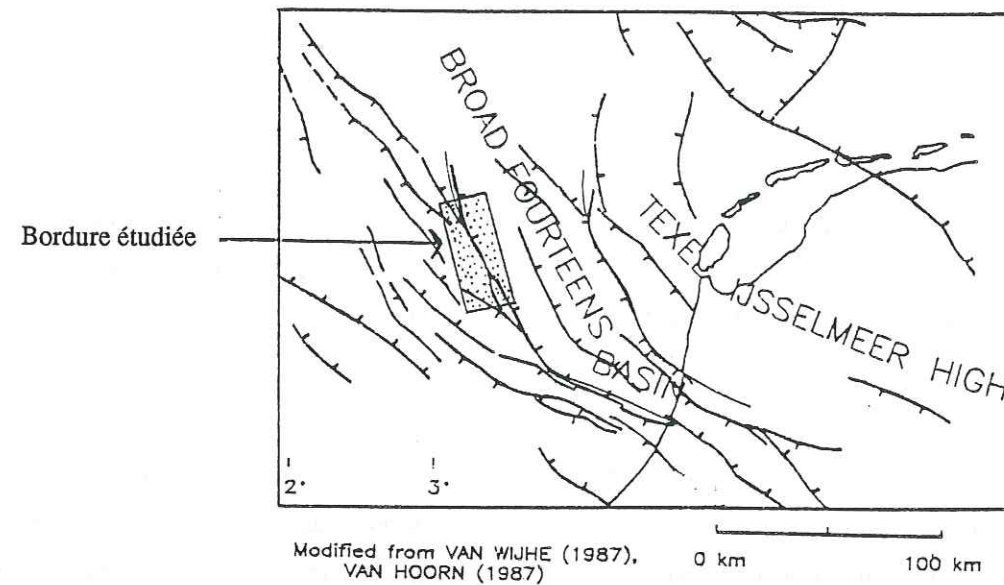 BROAD FOURTEENS BASIN
TEXEL IJSSELMEER HIGH
Bordure étudiée
2°
3°
Modified from VAN WIJHE (1987),
VAN HOORN (1987)
0 km
100 km